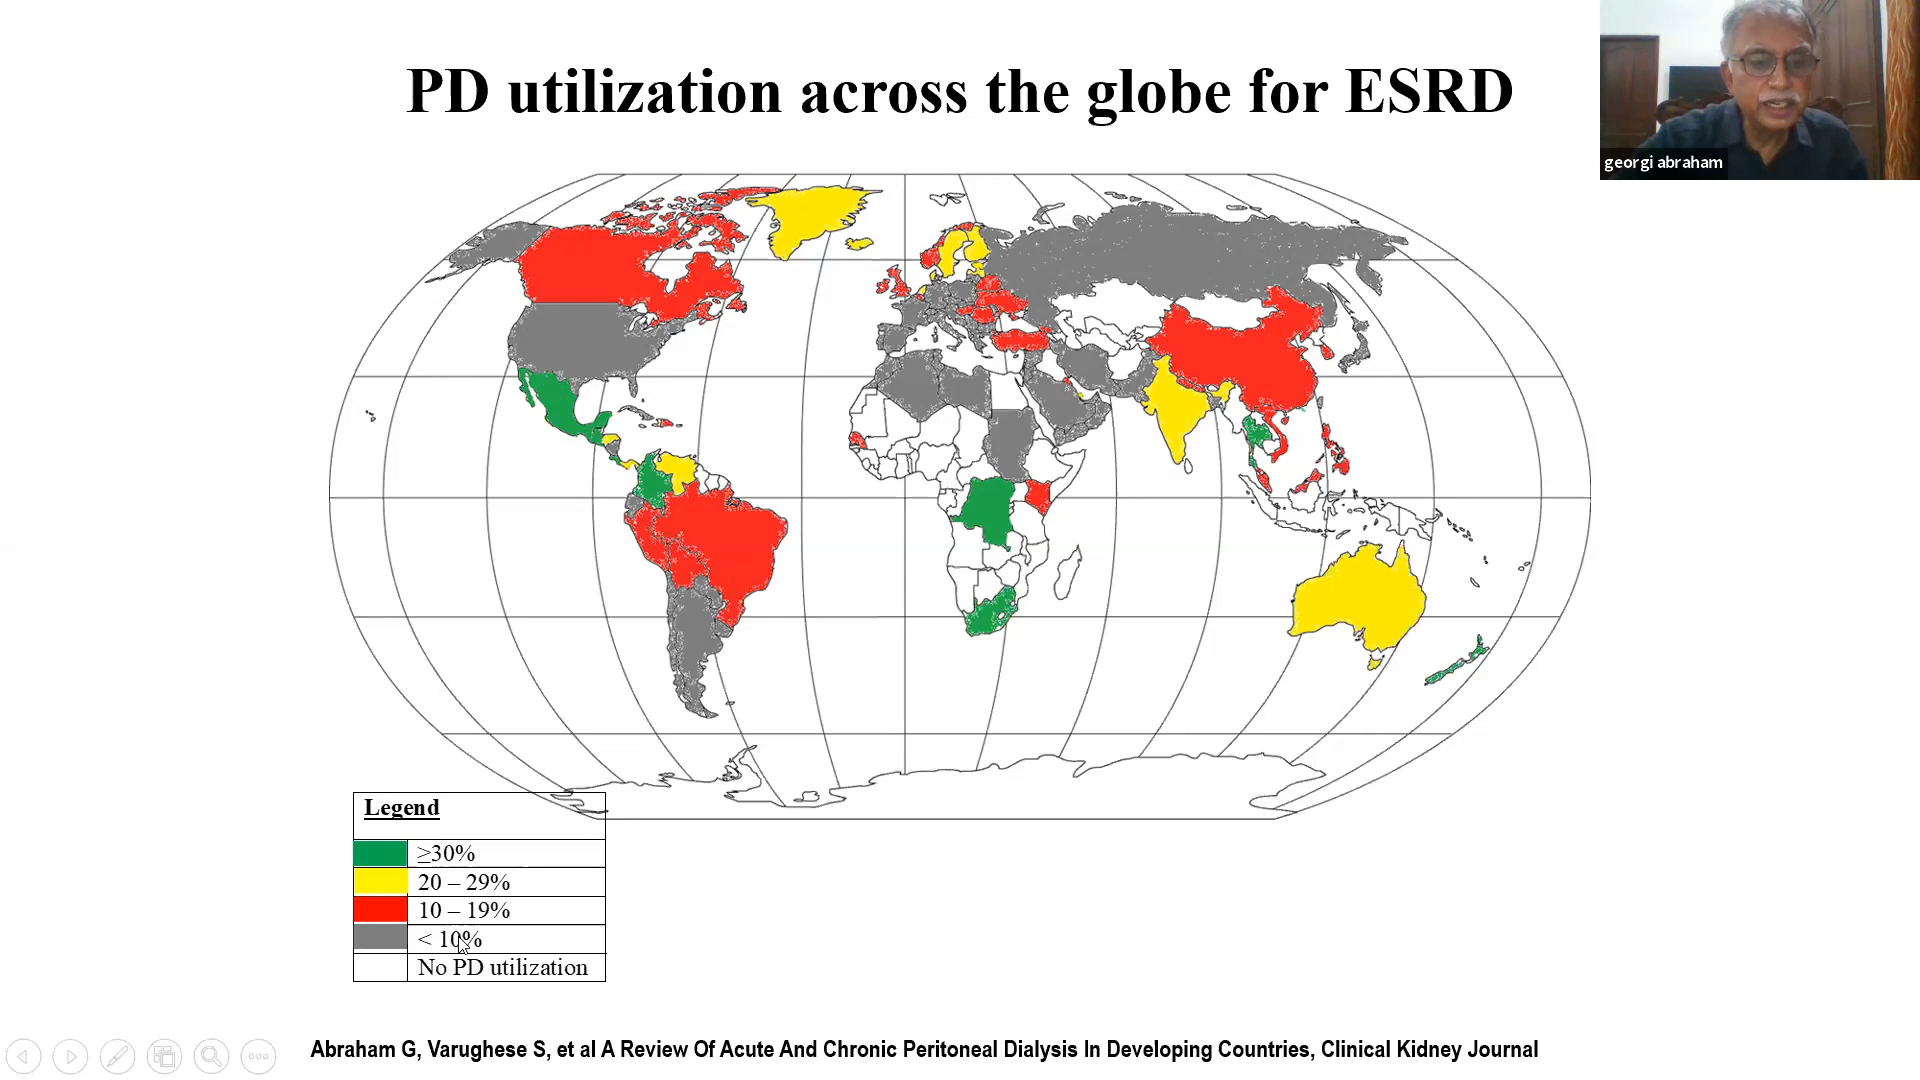 PD utilization across the globe for ESRD
georgi abraham
Legend
≥30%
20 – 29%
10 – 19%
< 10%
No PD utilization
Abraham G, Varughese S, et al A Review Of Acute And Chronic Peritoneal Dialysis In Developing Countries, Clinical Kidney Journal